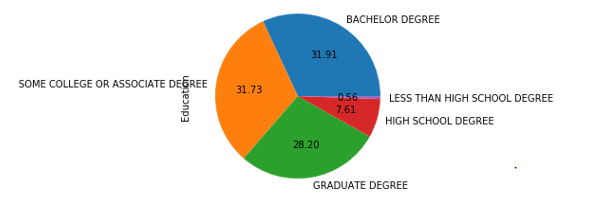 BACHELOR DEGREE
31.91
SOME COLLEGE OR ASSOCIATE DEGREE
31.73
Education
0.56
LESS THAN HIGH SCHOOL DEGREE
7.61
HIGH SCHOOL DEGREE
28.20
GRADUATE DEGREE